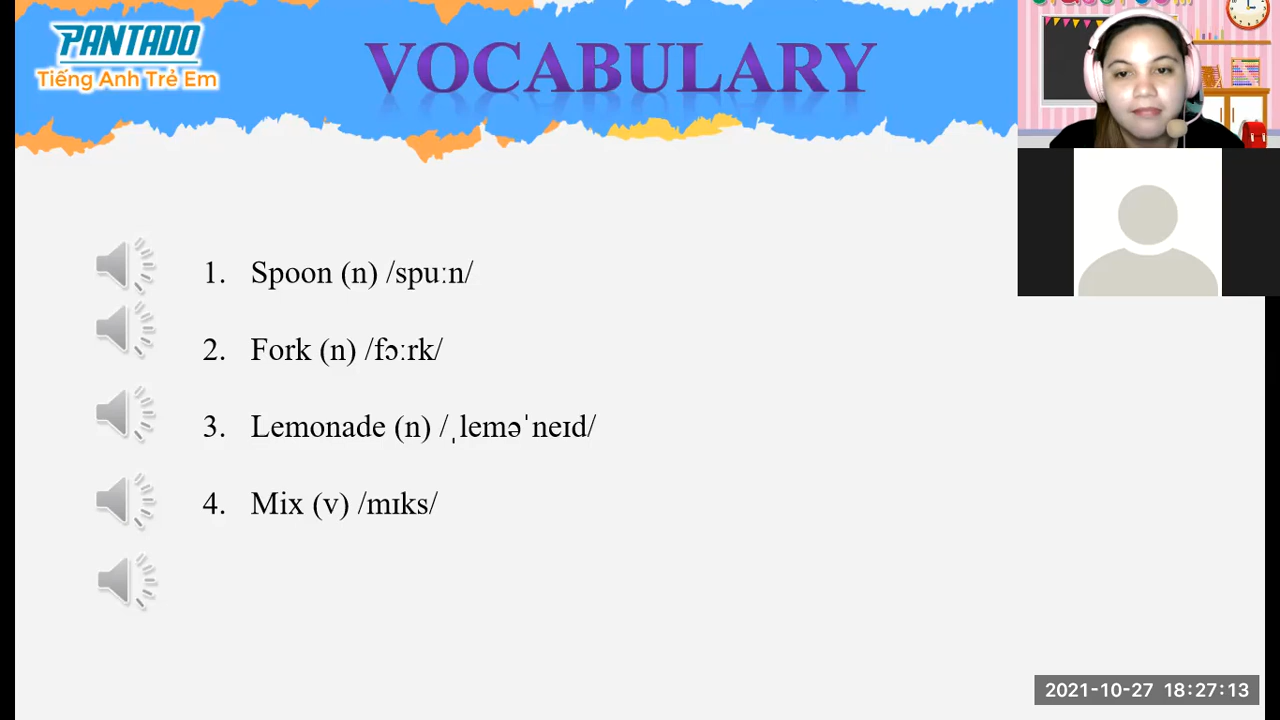 PANTADO
Tiếng Anh Trẻ Em
VOCABULARY
1. Spoon (n) /spuːn/
2. Fork (n) /fɔːrk/
3. Lemonade (n) /ˌleməˈneɪd/
4. Mix (v) /mɪks/
2021-10-27 18:27:13